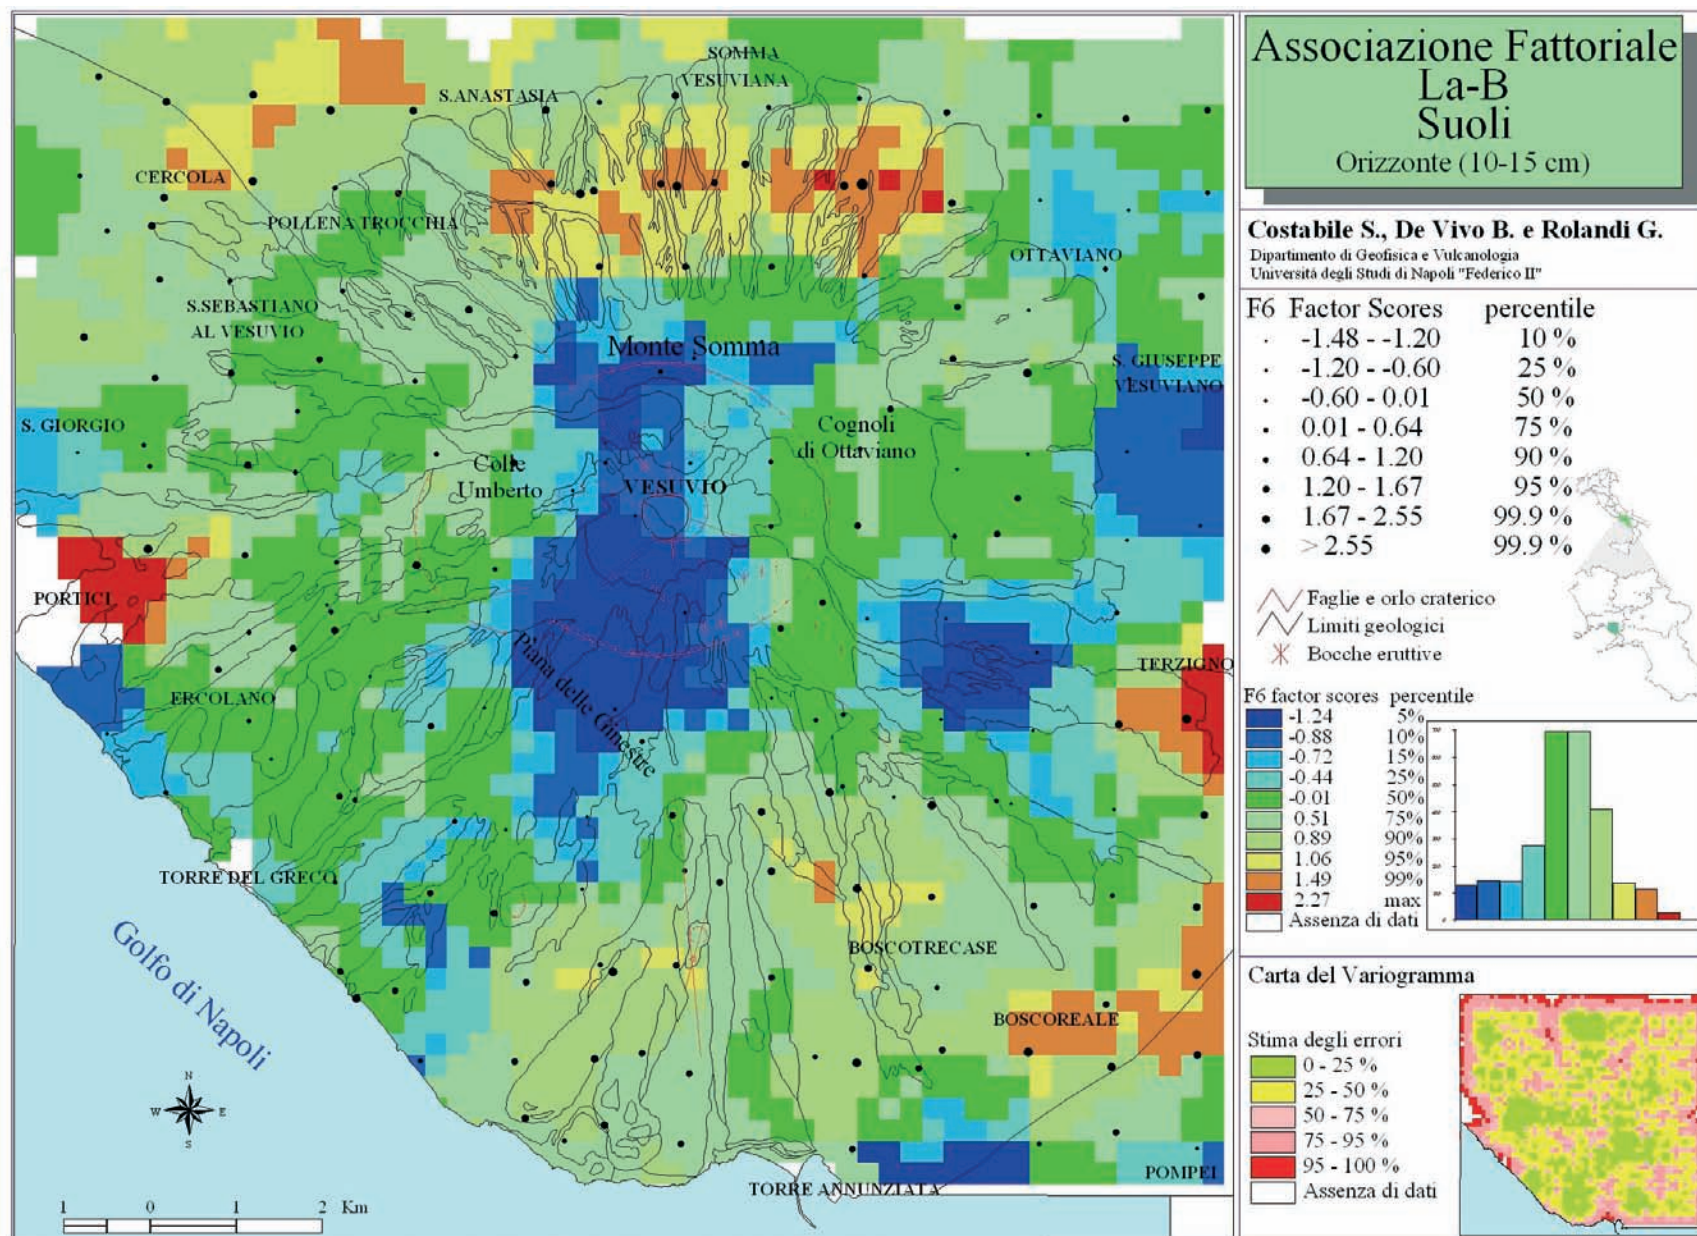 Associazione Fattoriale
La-B
Suoli
Orizzonte (10-15 cm)
Costabile S., De Vivo B. e Rolandi G.
Dipartimento di Geofisica e Vulcanologia
Università degli Studi di Napoli "Federico II"
F6 Factor Scores percentile
-1.48 - -1.20 10 %
-1.20 - -0.60 25 %
-0.60 - 0.01 50 %
0.01 - 0.64 75 %
0.64 - 1.20 90 %
1.20 - 1.67 95 %
1.67 - 2.55 99.9 %
> 2.55 99.9 %
Faglie e orlo craterico
Limiti geologici
Bocche eruttive
F6 factor scores percentile
-1.24 5%
-0.88 10%
-0.72 15%
-0.44 25%
-0.01 50%
0.51 75%
0.89 90%
1.06 95%
1.49 99%
2.27 max
Assenza di dati
Carta del Variogramma
Stima degli errori
0 - 25 %
25 - 50 %
50 - 75 %
75 - 95 %
95 - 100 %
Assenza di dati
SOMMA
VESUVIANA
S.ANASTASIA
CERCOLA
POLLENA TROCCHIA
OTTAVIANO
S.SEBASTIANO
AL VESUVIO
Monte Somma
S. GIUSEPPE
VESUVIANO
S. GIORGIO
Cognoli
di Ottaviano
Colle
Umberto
VESUVIO
PORTICI
Piana delle Ginestre
TERZIGNO
ERCOLANO
TORRE DEL GRECO
BOSCOTRECASE
Golfo di Napoli
BOSCOREALE
N
W E
S
POMPEI
TORRE ANNUNZIATA
1 0 1 2 Km